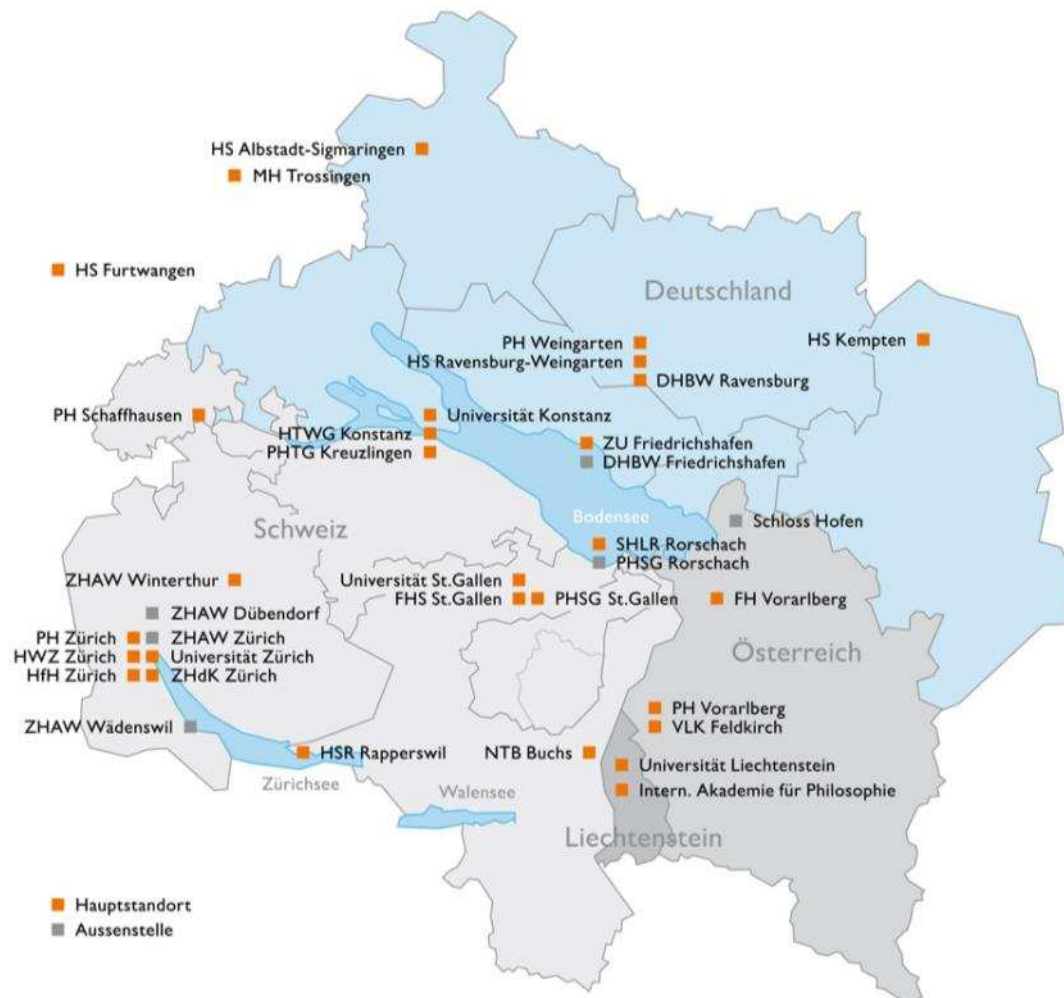 HS Albstadt-Sigmaringen
MH Trossingen
HS Furtwangen
Deutschland
PH Weingarten
HS Kempten
HS Ravensburg-Weingarten
DHBW Ravensburg
PH Schaffhausen
Universität Konstanz
HTWG Konstanz
ZU Friedrichshafen
PHTG Kreuzlingen
DHBW Friedrichshafen
Bodensee
Schloss Hofen
Schweiz
SHLR Rorschach
PHSG Rorschach
ZHAW Winterthur
Universität St.Gallen
FHS St.Gallen
PHSG St.Gallen
FH Vorarlberg
ZHAW Dübendorf
PH Zürich
ZHAW Zürich
HWZ Zürich
Universität Zürich
Österreich
HfH Zürich
ZHdK Zürich
PH Vorarlberg
ZHAW Wädenswil
VLK Feldkirch
HSR Rapperswil
NTB Buchs
Universität Liechtenstein
Zürichsee
Walensee
Intern. Akademie für Philosophie
Liechtenstein
Hauptstandort
Aussenstelle